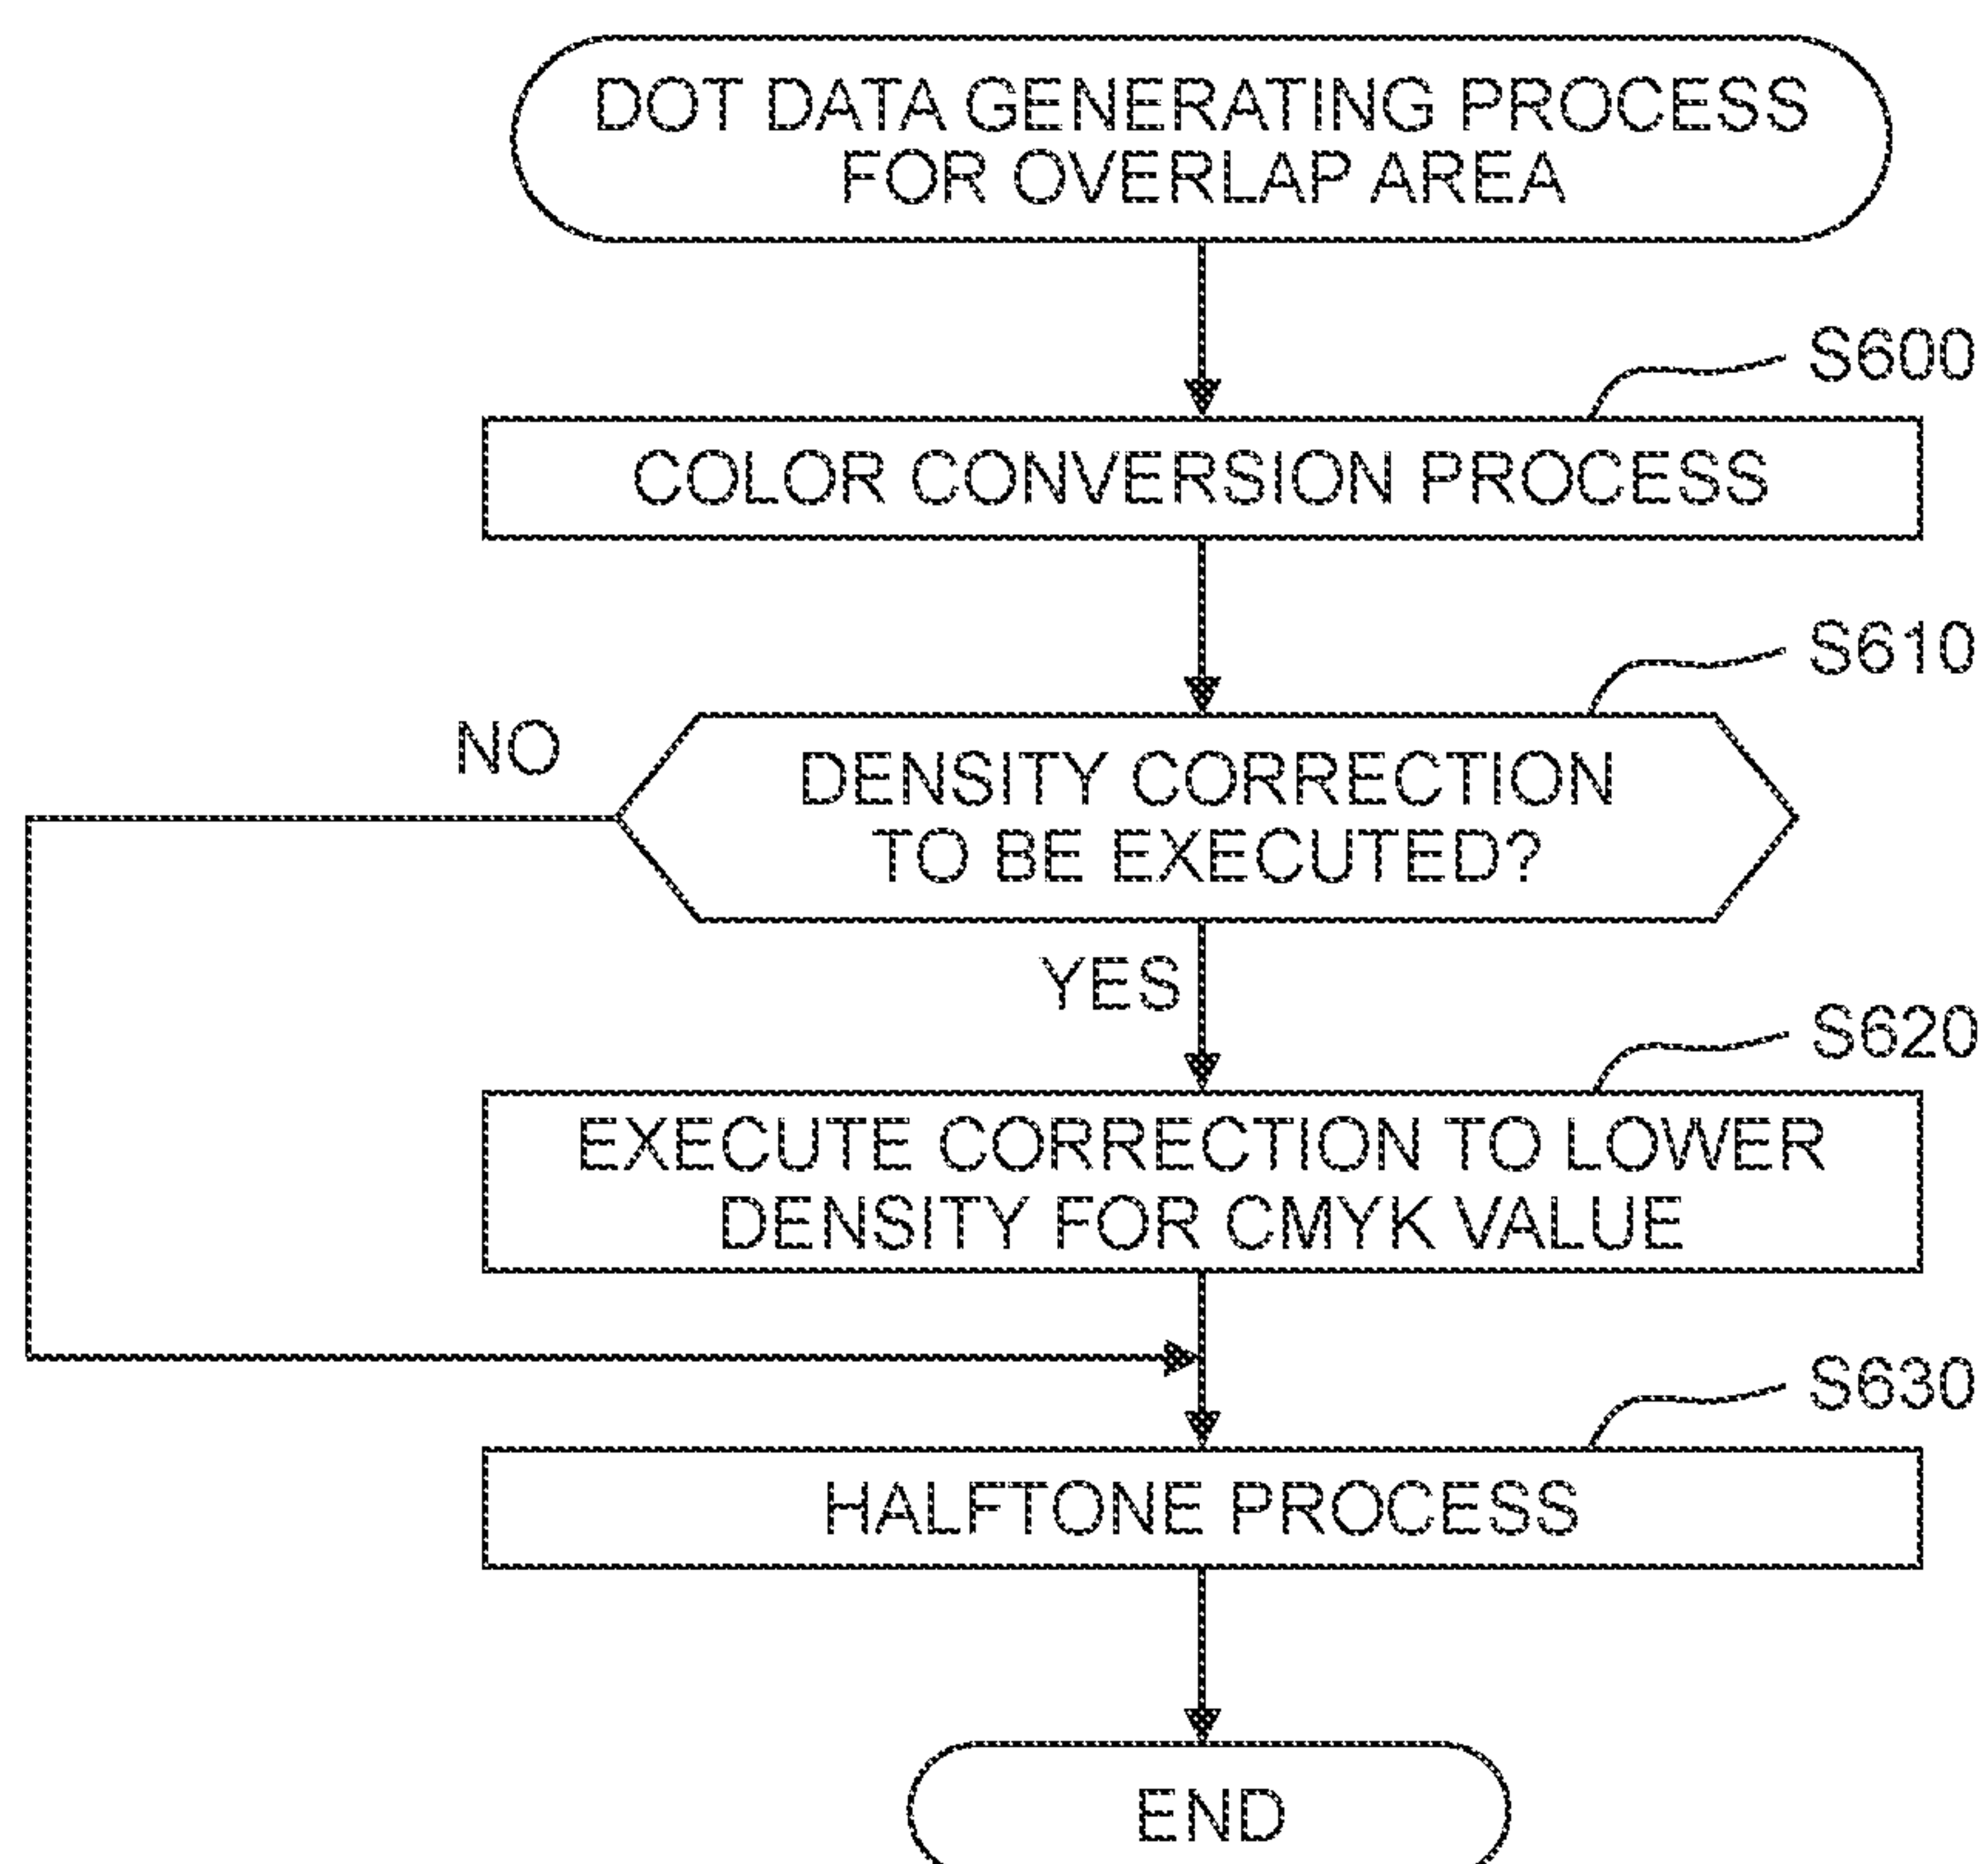 DOT DATA GENERATING PROCESS
FOR OVERLAP AREA
S600
COLOR CONVERSION PROCESS
S610
NO
DENSITY CORRECTION
TO BE EXECUTED?
YES
S620
EXECUTE CORRECTION TO LOWER
DENSITY FOR CMYK VALUE
S630
HALFTONE PROCESS
END